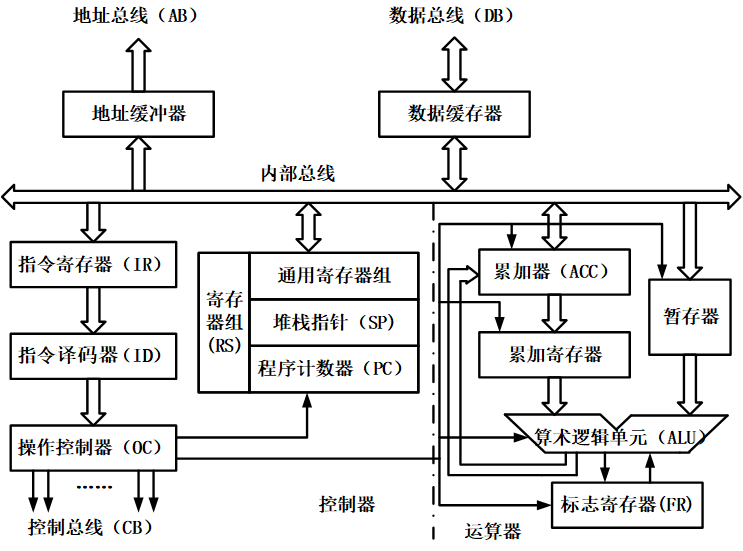 地址总线（AB）
数据总线（DB）
地址缓冲器
数据缓存器
内部总线
指令寄存器（IR）
指令译码器（ID）
操作控制器（OC）
……
控制总线（CB）
寄存
器组
(RS)
通用寄存器组
堆栈指针（SP）
程序计数器（PC）
控制器
累加器（ACC）
累加寄存器
暂存器
算术逻辑单元（ALU）
标志寄存器(FR)
运算器